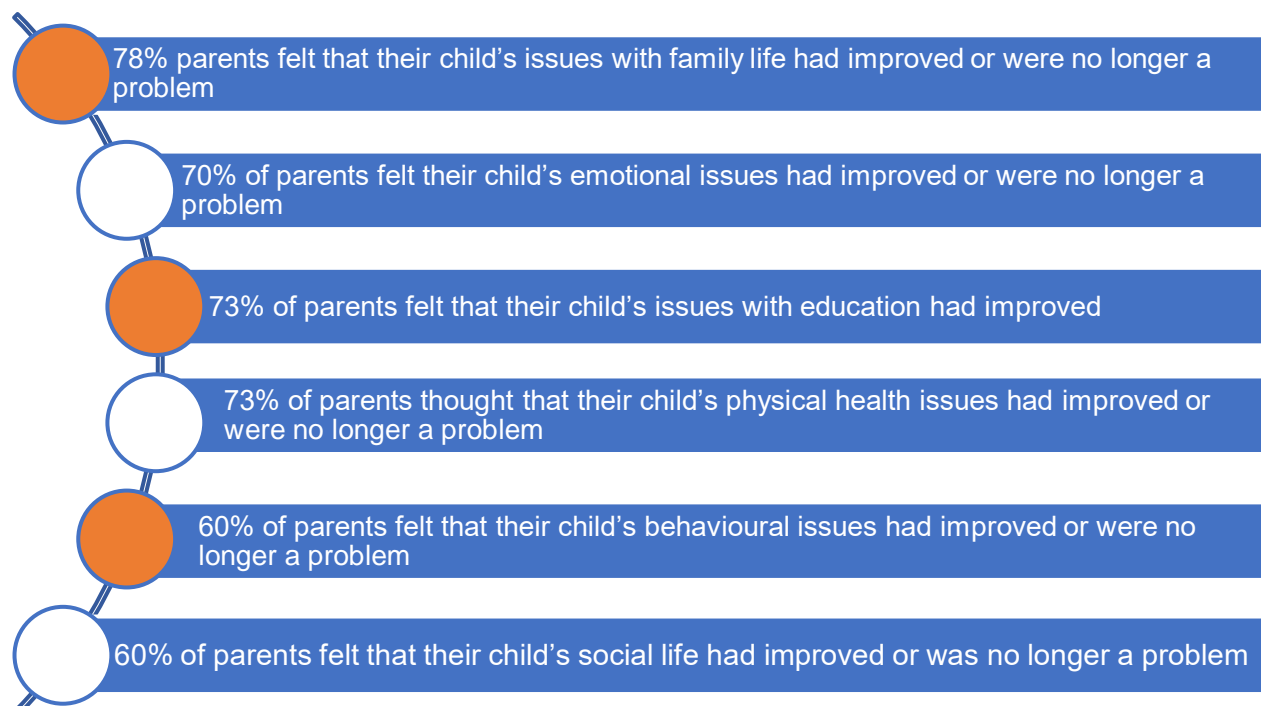 78% parents felt that their child’s issues with family life had improved or were no longer a
problem
70% of parents felt their child’s emotional issues had improved or were no longer a
problem
73% of parents felt that their child’s issues with education had improved
73% of parents thought that their child’s physical health issues had improved or
were no longer a problem
60% of parents felt that their child’s behavioural issues had improved or were no
longer a problem
60% of parents felt that their child’s social life had improved or was no longer a problem